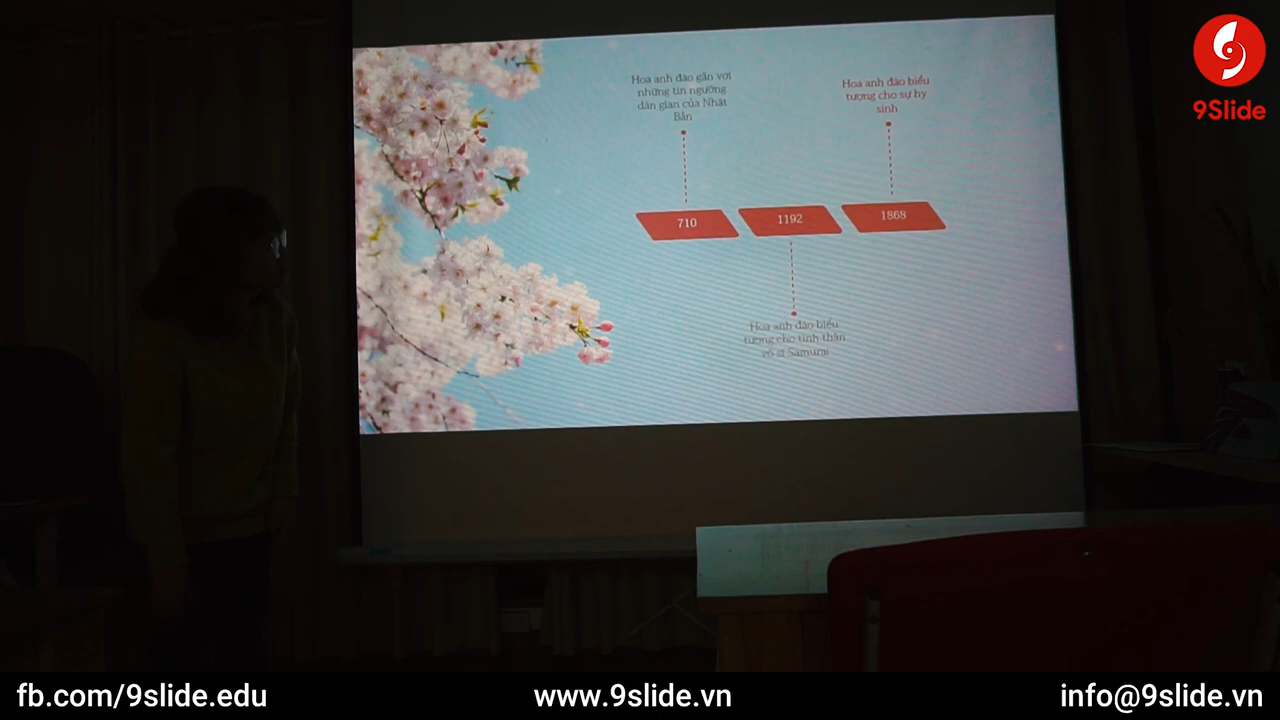 9Slide
Hoa anh đào gắn với
những tín ngưỡng
dân gian của Nhật
Bản
Hoa anh đào biểu
tượng cho sự hy
sinh
710
1192
1868
Hoa anh đào biểu
tượng cho tinh thần
võ sĩ Samurai
fb.com/9slide.edu
www.9slide.vn
info@9slide.vn